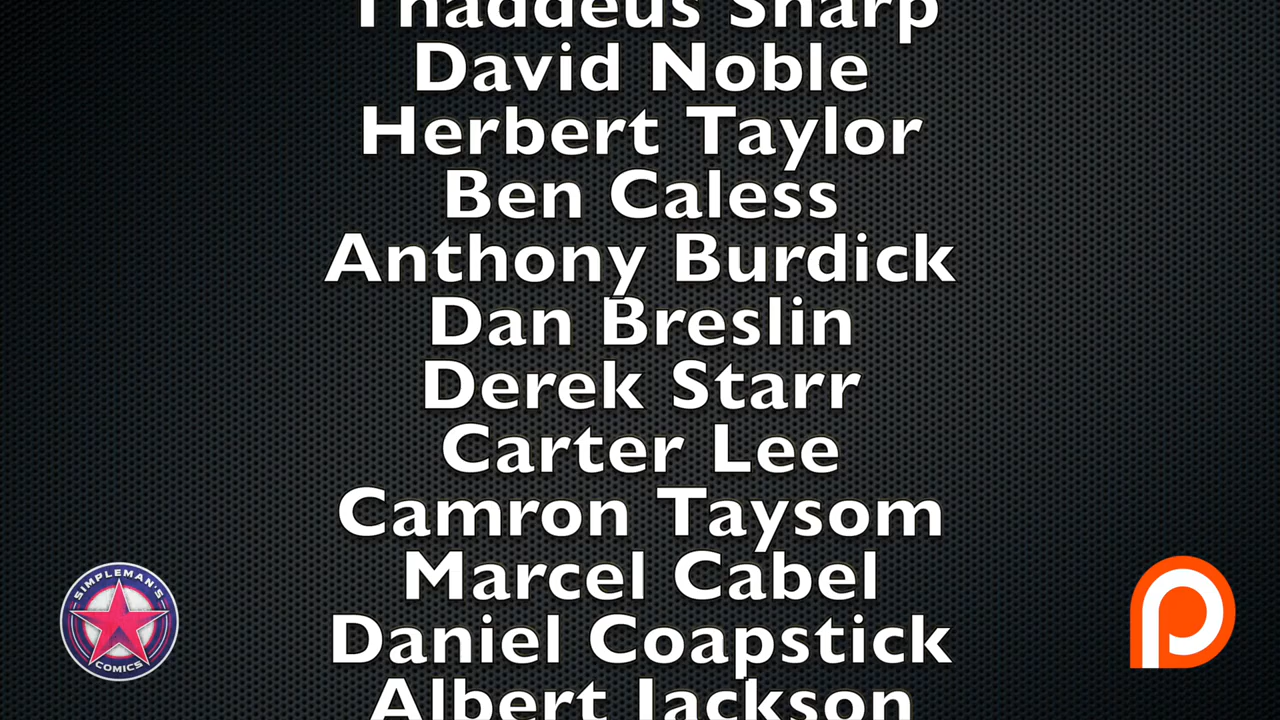 Thaddeus Sharp
David Noble
Herbert Taylor
Ben Caless
Anthony Burdick
Dan Breslin
Derek Starr
Carter Lee
Camron Taysom
Marcel Cabel
Daniel Coapstick
Albert Jackson
SIMPLEMAN'S
COMICS